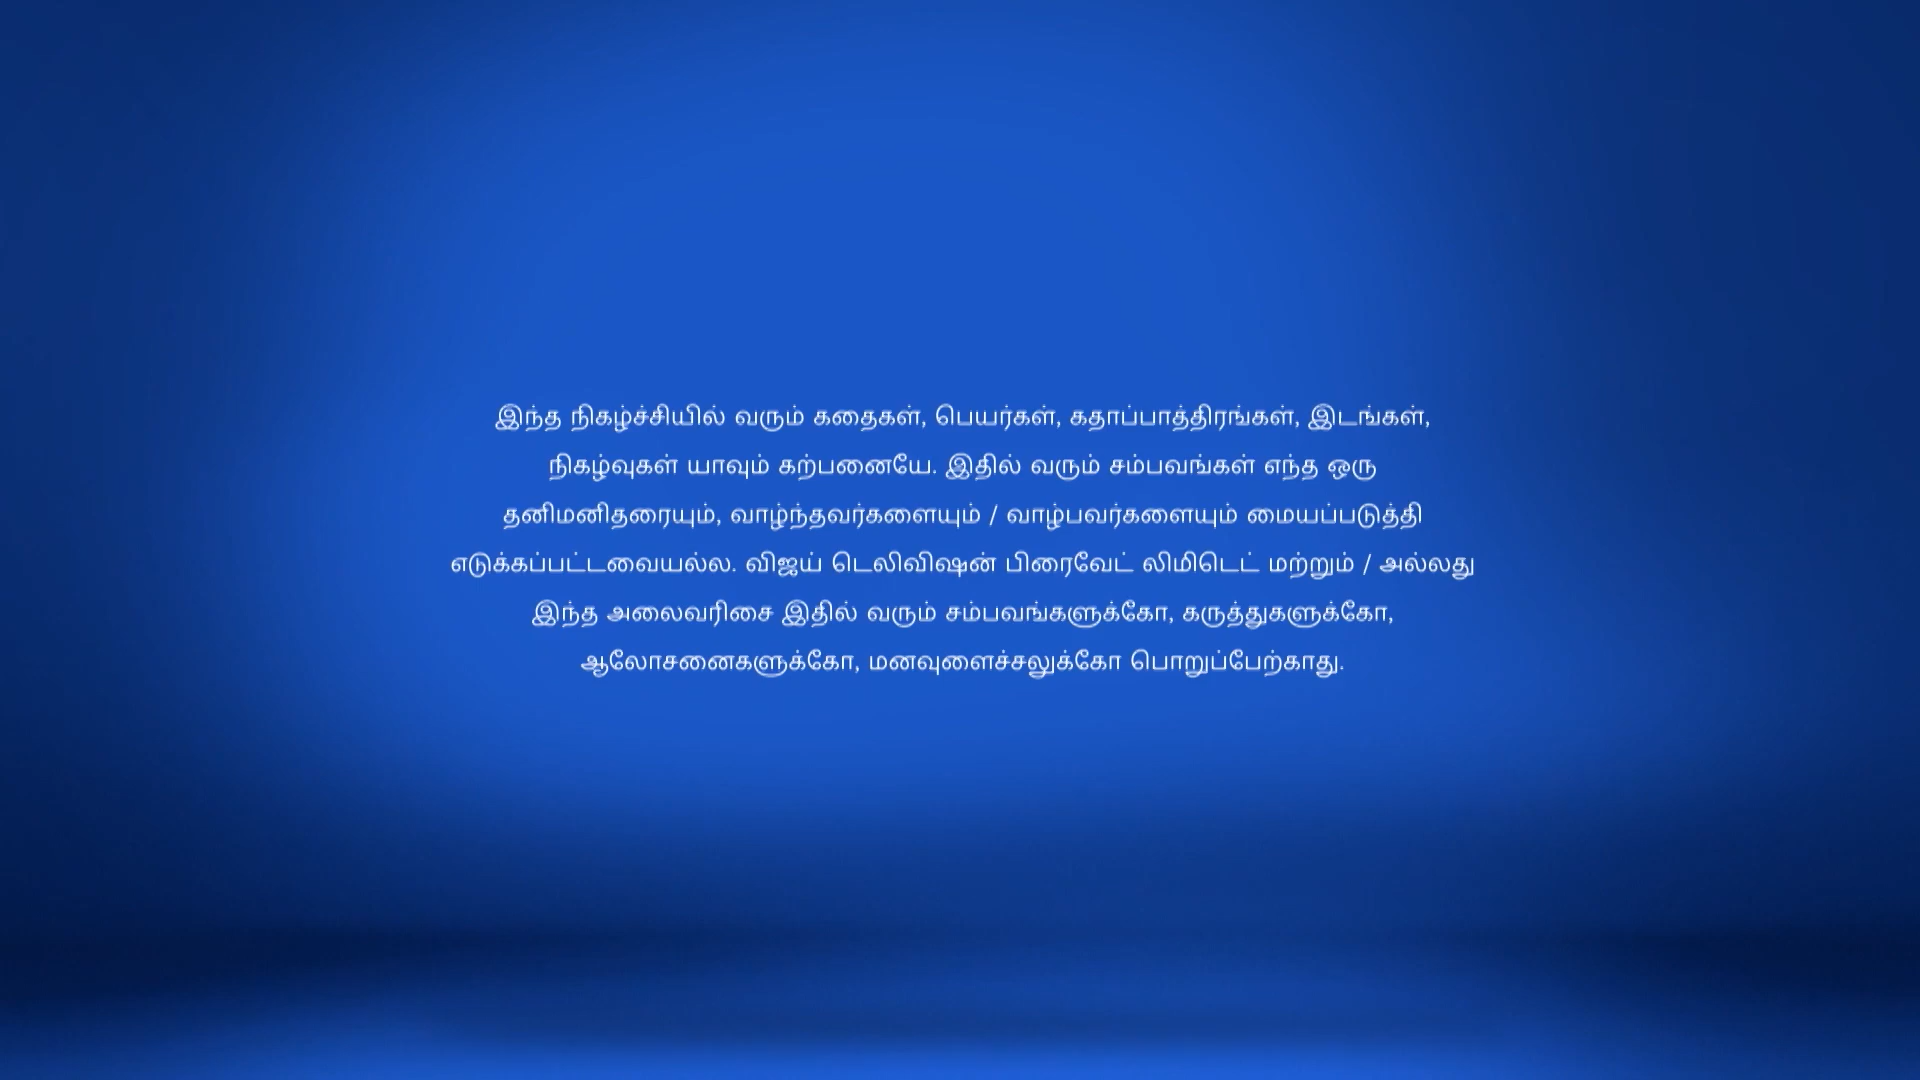 இந்த நிகழ்ச்சியில் வரும் கதைகள், பெயர்கள், கதாப்பாத்திரங்கள், இடங்கள்,
நிகழ்வுகள் யாவும் கற்பனையே. இதில் வரும் சம்பவங்கள் எந்த ஒரு
தனிமனிதரையும், வாழ்ந்தவர்களையும் / வாழ்பவர்களையும் மையப்படுத்தி
எடுக்கப்பட்டவையல்ல. விஜய் டெலிவிஷன் பிரைவேட் லிமிடெட் மற்றும் / அல்லது
இந்த அலைவரிசை இதில் வரும் சம்பவங்களுக்கோ, கருத்துகளுக்கோ,
ஆலோசனைகளுக்கோ, மனவுளைச்சலுக்கோ பொறுப்பேற்காது.